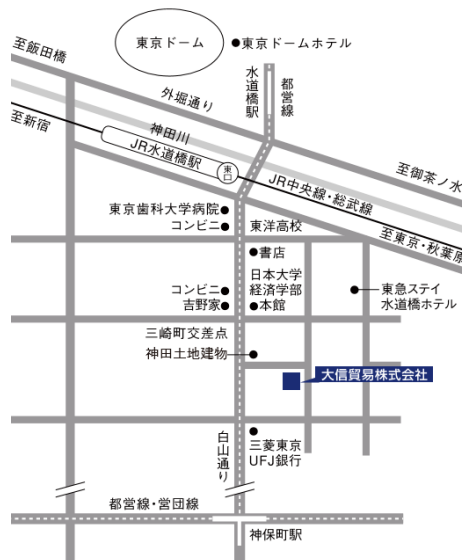 東京ドーム
東京ドームホテル
至飯田橋
外堀通り
水道橋駅
都営線
至新宿
神田川
JR水道橋駅
東口
至御茶ノ水
JR中央線・総武線
至東京・秋葉原
東京歯科大学病院
コンビニ
東洋高校
書店
日本大学
経済学部
本館
コンビニ
吉野家
東急ステイ
水道橋ホテル
三崎町交差点
神田土地建物
大信貿易株式会社
白山通り
三菱東京
UFJ銀行
都営線・営団線
神保町駅